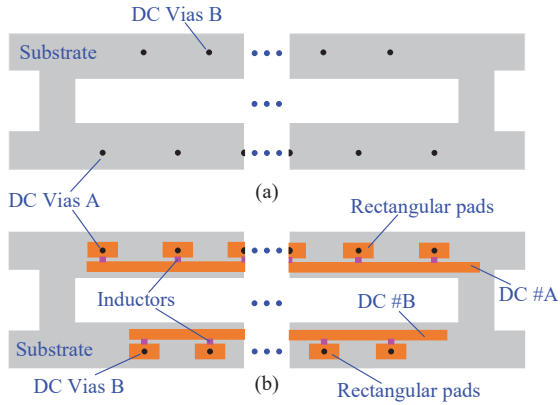 DC Vias B
Substrate
(a)
DC Vias A
Rectangular pads
Inductors
DC #A
DC #B
Substrate
DC Vias B
(b)
Rectangular pads